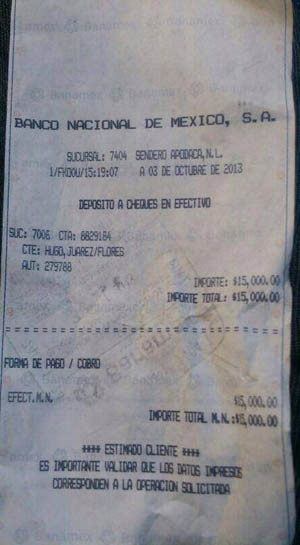 BANCO NACIONAL DE MEXICO, S.A.
SUCURSAL: 7404 SENDERO APODACA,N.L.
1/FKDOU/15:19:07 A 03 DE OCTUBRE DE 2013
DEPOSITO A CHEQUES EN EFECTIVO
SUC: 7006 CTA: 8829184
CTE: HUGO,JUAREZ/FLORES
AUT: 279788
IMPORTE: $15,000.00
IMPORTE TOTAL: $15,000.00
FORMA DE PAGO / COBRO
EFECT.M.N. $15,000.00
IMPORTE TOTAL M.N.:$15,000.00
**** ESTIMADO CLIENTE ****
ES IMPORTANTE VALIDAR QUE LOS DATOS IMPRESOS
CORRESPONDEN A LA OPERACION SOLICITADA